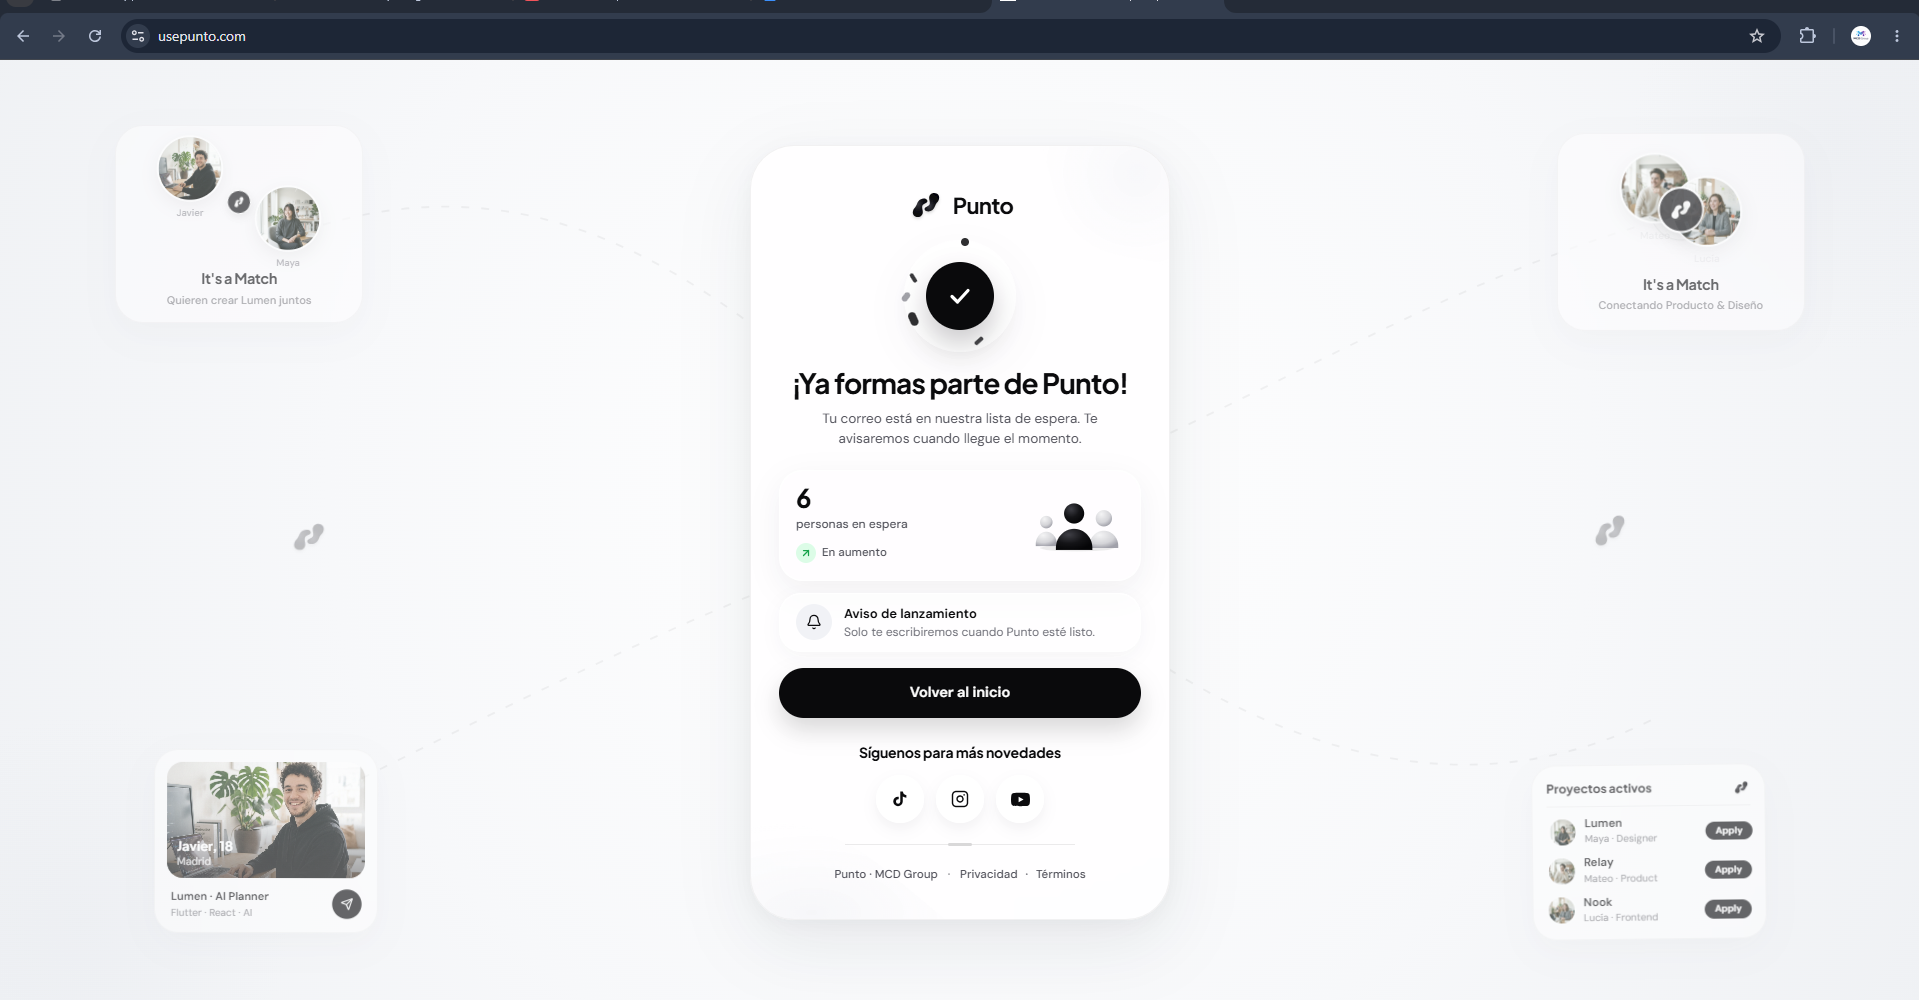 usepunto.com
Javier
Maya
It's a Match
Quieren crear Lumen juntos
It's a Match
Conectando Producto & Diseño
Punto
¡Ya formas parte de Punto!
Tu correo está en nuestra lista de espera. Te
avisaremos cuando llegue el momento.
6
personas en espera
En aumento
Aviso de lanzamiento
Solo te escribiremos cuando Punto esté listo.
Volver al inicio
Síguenos para más novedades
Punto · MCD Group · Privacidad · Términos
Javier, 18
Madrid
Lumen · AI Planner
Flutter · React · AI
Proyectos activos
Lumen
Maya · Designer
Apply
Relay
Mateo · Product
Apply
Nook
Lucía · Frontend
Apply